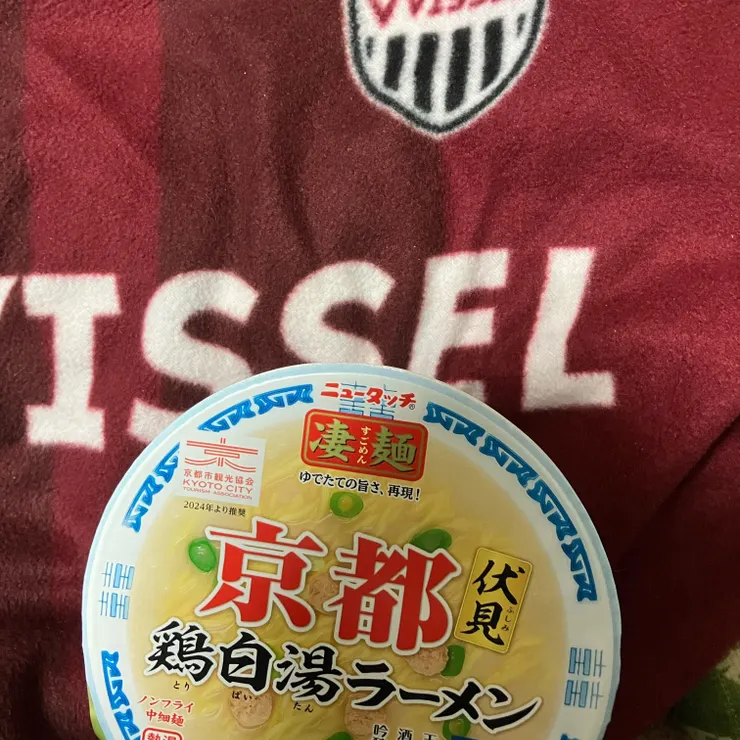 VISSEL
VISSEL
ニュータッチ®
凄麺
すごめん
ゆでたての旨さ、再現!
京都市観光協会
KYOTO CITY
TOURISM ASSOCIATION
2024年より推奨
京都
伏見
ふしみ
鶏白湯ラーメン
とりぱいたん
ノンフライ
中細麺
酒
吟